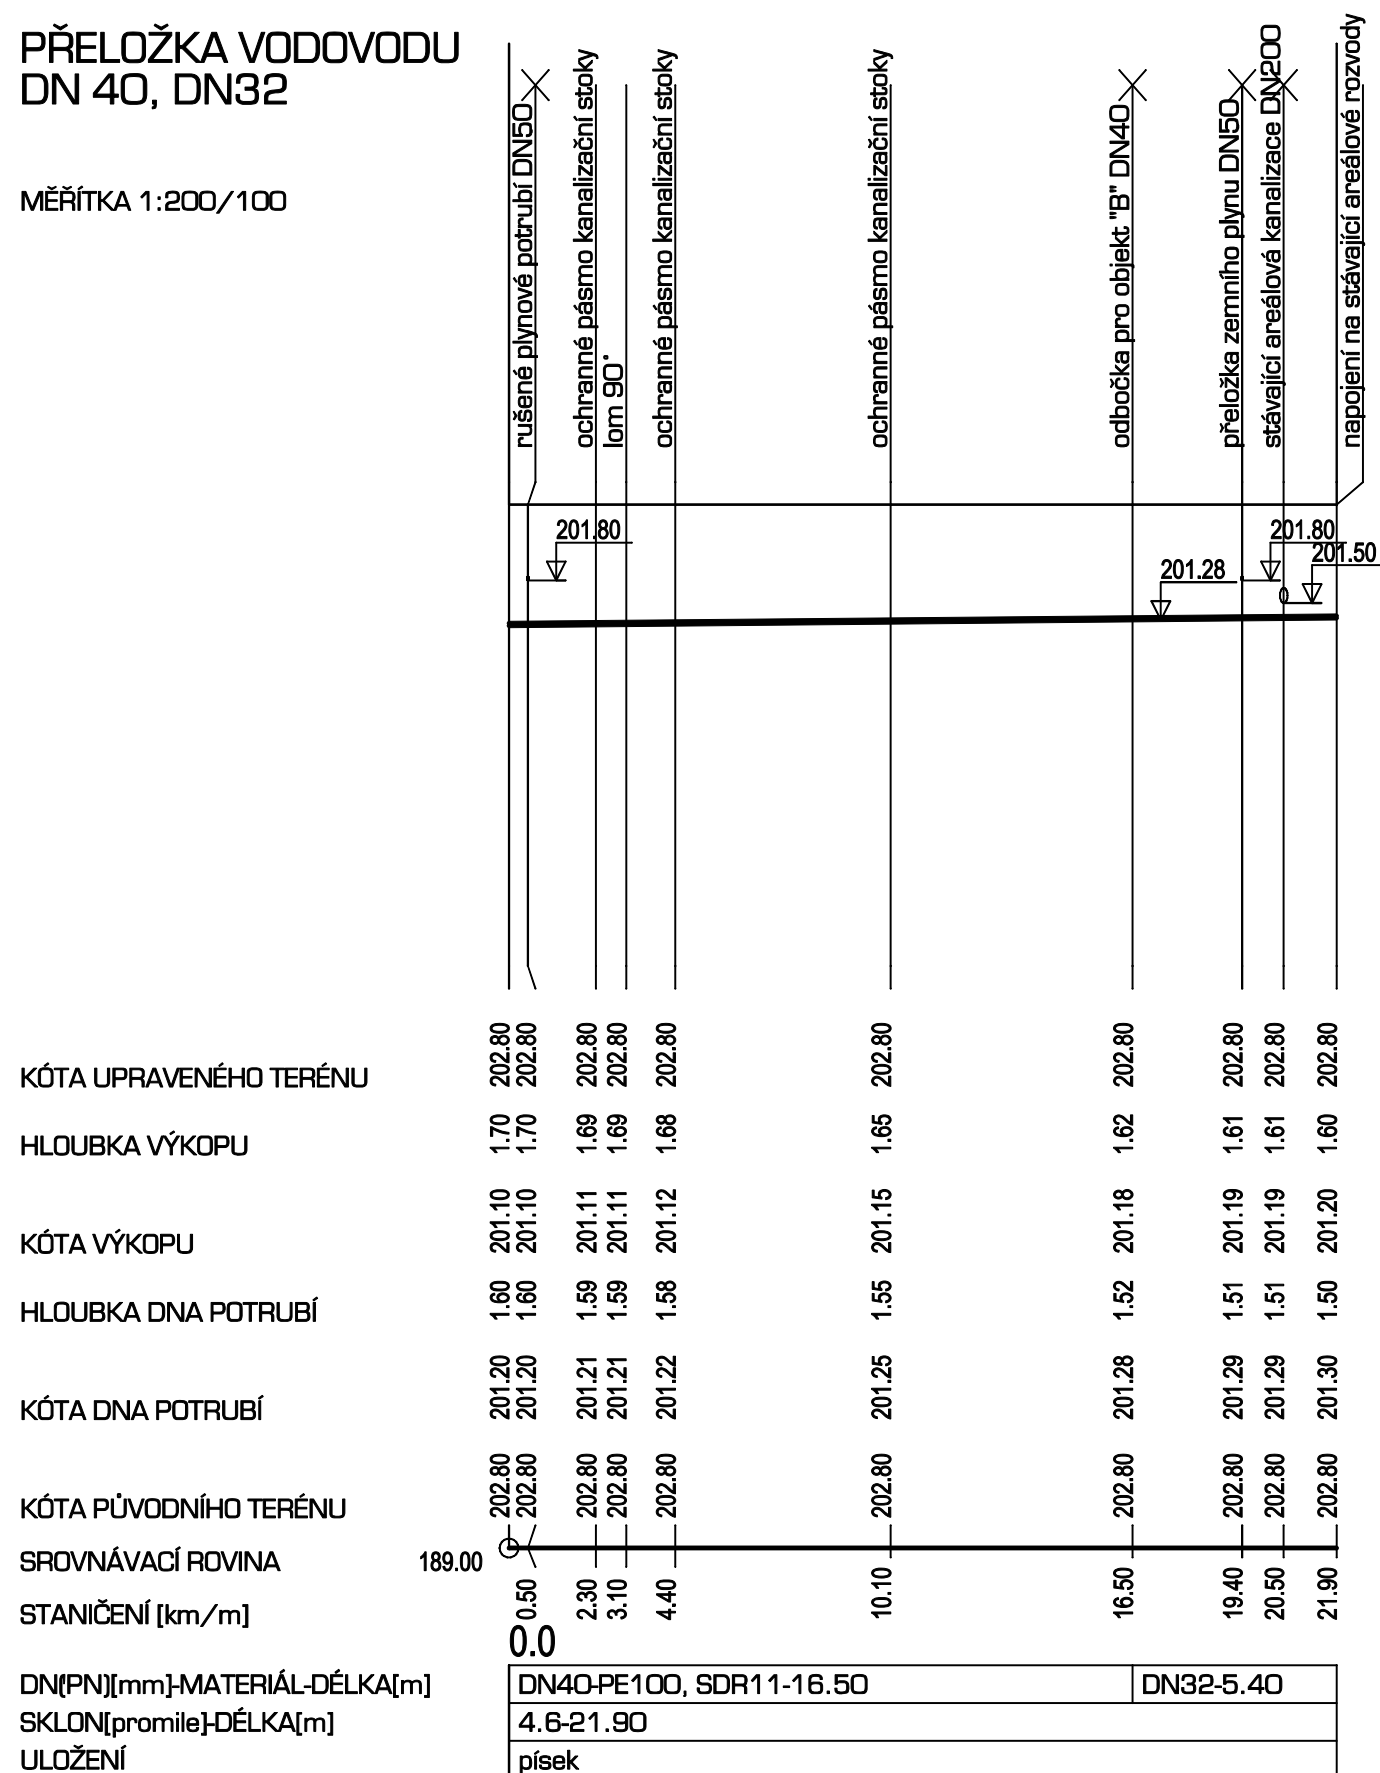 PŘELOŽKA VODOVODU
DN 40, DN32
MĚŘÍTKA 1:200/100
rušené plynové potrubí DN50
ochranné pásmo kanalizační stoky
lom 90°
ochranné pásmo kanalizační stoky
ochranné pásmo kanalizační stoky
odbočka pro objekt "B" DN40
přeložka zemního plynu DN50
stávající areálová kanalizace DN200
napojení na stávající areálové rozvody
201.80
201.28
201.80
201.50
KÓTA UPRAVENÉHO TERÉNU 202.80 202.80 202.80 202.80 202.80 202.80 202.80 202.80 202.80 202.80
HLOUBKA VÝKOPU 1.70 1.70 1.69 1.69 1.68 1.65 1.62 1.61 1.61 1.60
KÓTA VÝKOPU 201.10 201.10 201.11 201.11 201.12 201.15 201.18 201.19 201.19 201.20
HLOUBKA DNA POTRUBÍ 1.60 1.60 1.59 1.59 1.58 1.55 1.52 1.51 1.51 1.50
KÓTA DNA POTRUBÍ 201.20 201.20 201.21 201.21 201.22 201.25 201.28 201.29 201.29 201.30
KÓTA PŮVODNÍHO TERÉNU 202.80 202.80 202.80 202.80 202.80 202.80 202.80 202.80 202.80 202.80
SROVNÁVACÍ ROVINA 189.00
STANIČENÍ [km/m] 0.50 2.30 3.10 4.40 10.10 16.50 19.40 20.50 21.90
0.0
DN(PN)[mm]-MATERIÁL-DÉLKA[m] DN40-PE100, SDR11-16.50 DN32-5.40
SKLON[promile]-DÉLKA[m] 4.6-21.90
ULOŽENÍ písek